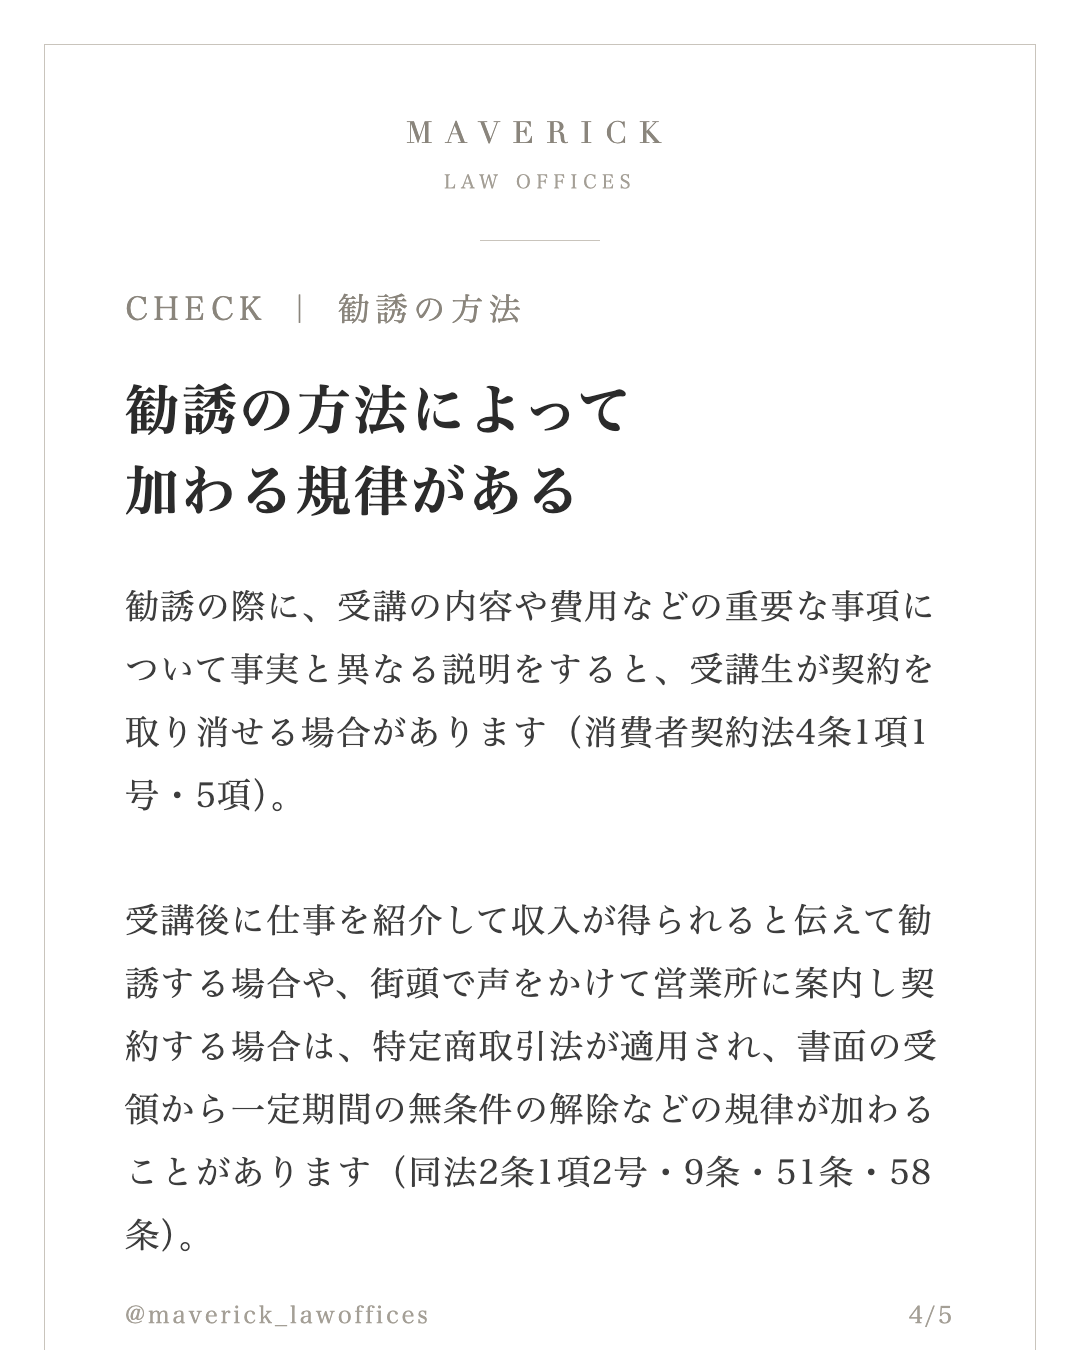 MAVERICK
LAW OFFICES
CHECK ｜ 勧誘の方法
勧誘の方法によって
加わる規律がある
勧誘の際に、受講の内容や費用などの重要な事項に
ついて事実と異なる説明をすると、受講生が契約を
取り消せる場合があります（消費者契約法4条1項1
号・5項）。
受講後に仕事を紹介して収入が得られると伝えて勧
誘する場合や、街頭で声をかけて営業所に案内し契
約する場合は、特定商取引法が適用され、書面の受
領から一定期間の無条件の解除などの規律が加わる
ことがあります（同法2条1項2号・9条・51条・58
条）。
@maverick_lawoffices
4/5